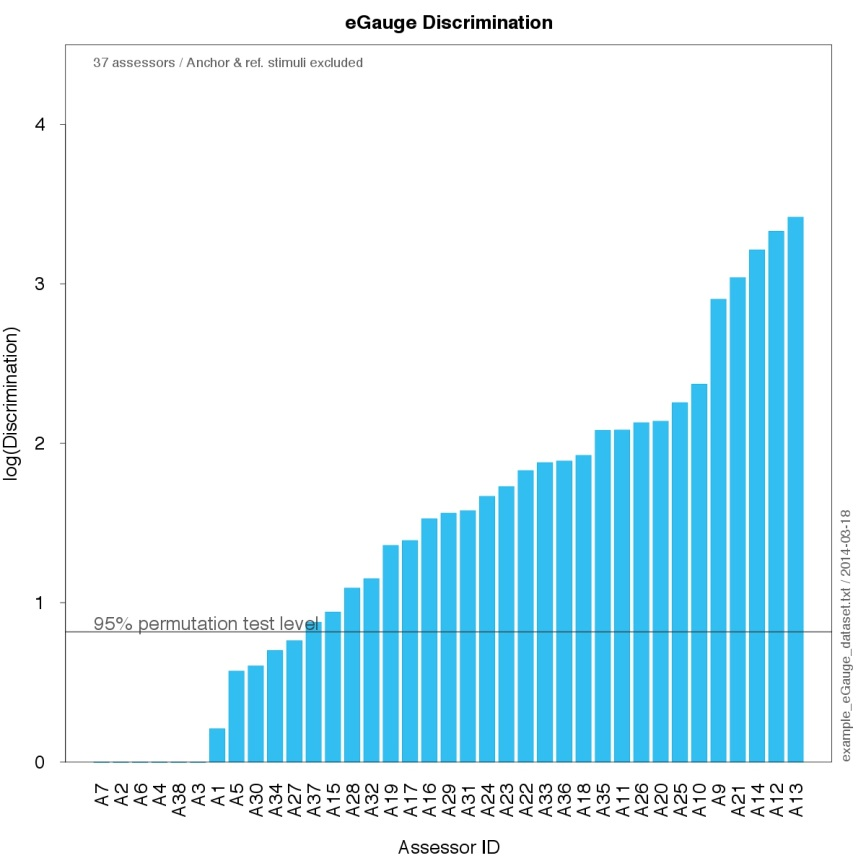 eGauge Discrimination
37 assessors / Anchor & ref. stimuli excluded
4
3
2
1
0
log(Discrimination)
95% permutation test level
A7 A2 A6 A4 A38 A3 A1 A5 A30 A34 A27 A37 A15 A28 A32 A19 A17 A16 A29 A31 A24 A23 A22 A33 A36 A18 A35 A11 A26 A20 A25 A10 A9 A21 A14 A12 A13
Assessor ID
example_eGauge_dataset.txt / 2014-03-18